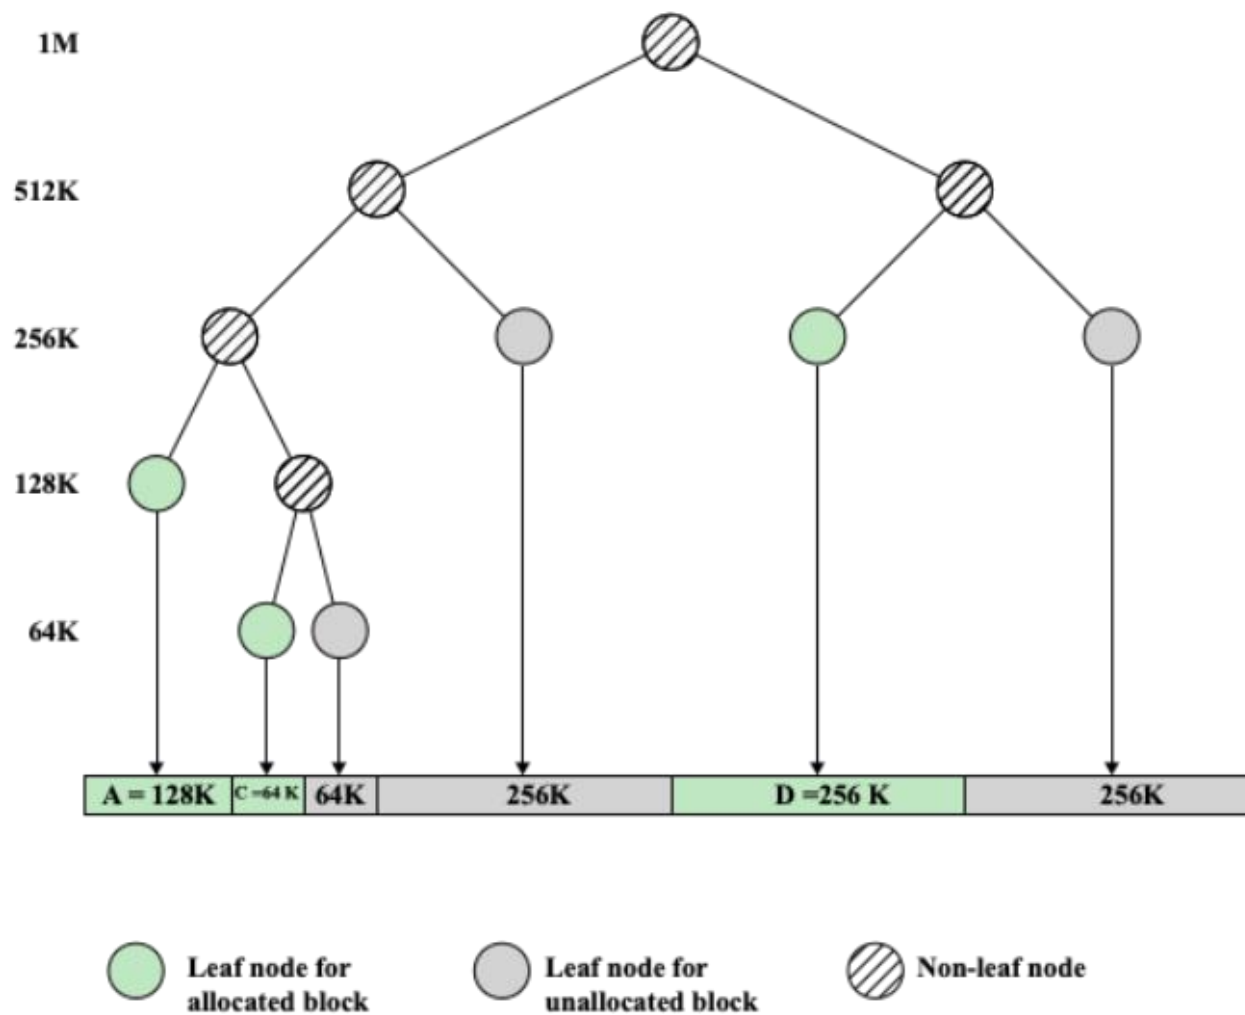 1M
512K
256K
128K
64K
A = 128K C =64 K 64K 256K D =256 K 256K
Leaf node for
allocated block
Leaf node for
unallocated block
Non-leaf node